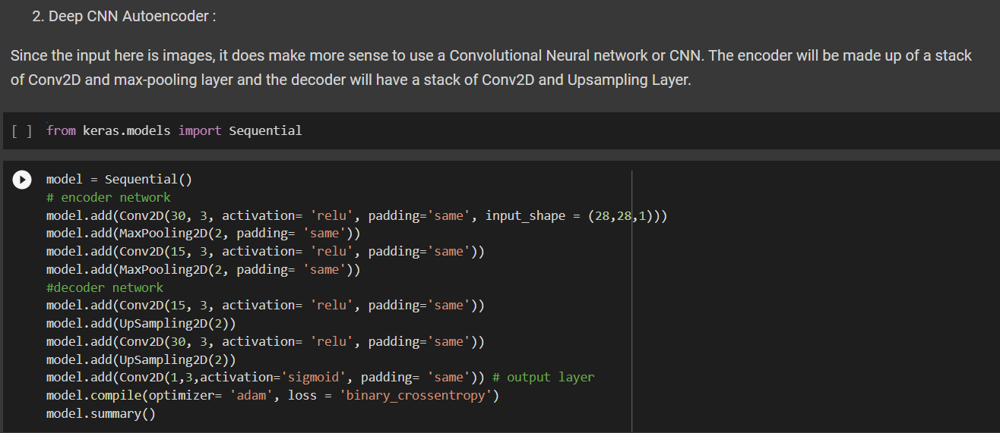 2. Deep CNN Autoencoder :
Since the input here is images, it does make more sense to use a Convolutional Neural network or CNN. The encoder will be made up of a stack
of Conv2D and max-pooling layer and the decoder will have a stack of Conv2D and Upsampling Layer.
[ ] from keras.models import Sequential
model = Sequential()
# encoder network
model.add(Conv2D(30, 3, activation= 'relu', padding='same', input_shape = (28,28,1)))
model.add(MaxPooling2D(2, padding= 'same'))
model.add(Conv2D(15, 3, activation= 'relu', padding='same'))
model.add(MaxPooling2D(2, padding= 'same'))
#decoder network
model.add(Conv2D(15, 3, activation= 'relu', padding='same'))
model.add(UpSampling2D(2))
model.add(Conv2D(30, 3, activation= 'relu', padding='same'))
model.add(UpSampling2D(2))
model.add(Conv2D(1,3,activation='sigmoid', padding= 'same')) # output layer
model.compile(optimizer= 'adam', loss = 'binary_crossentropy')
model.summary()